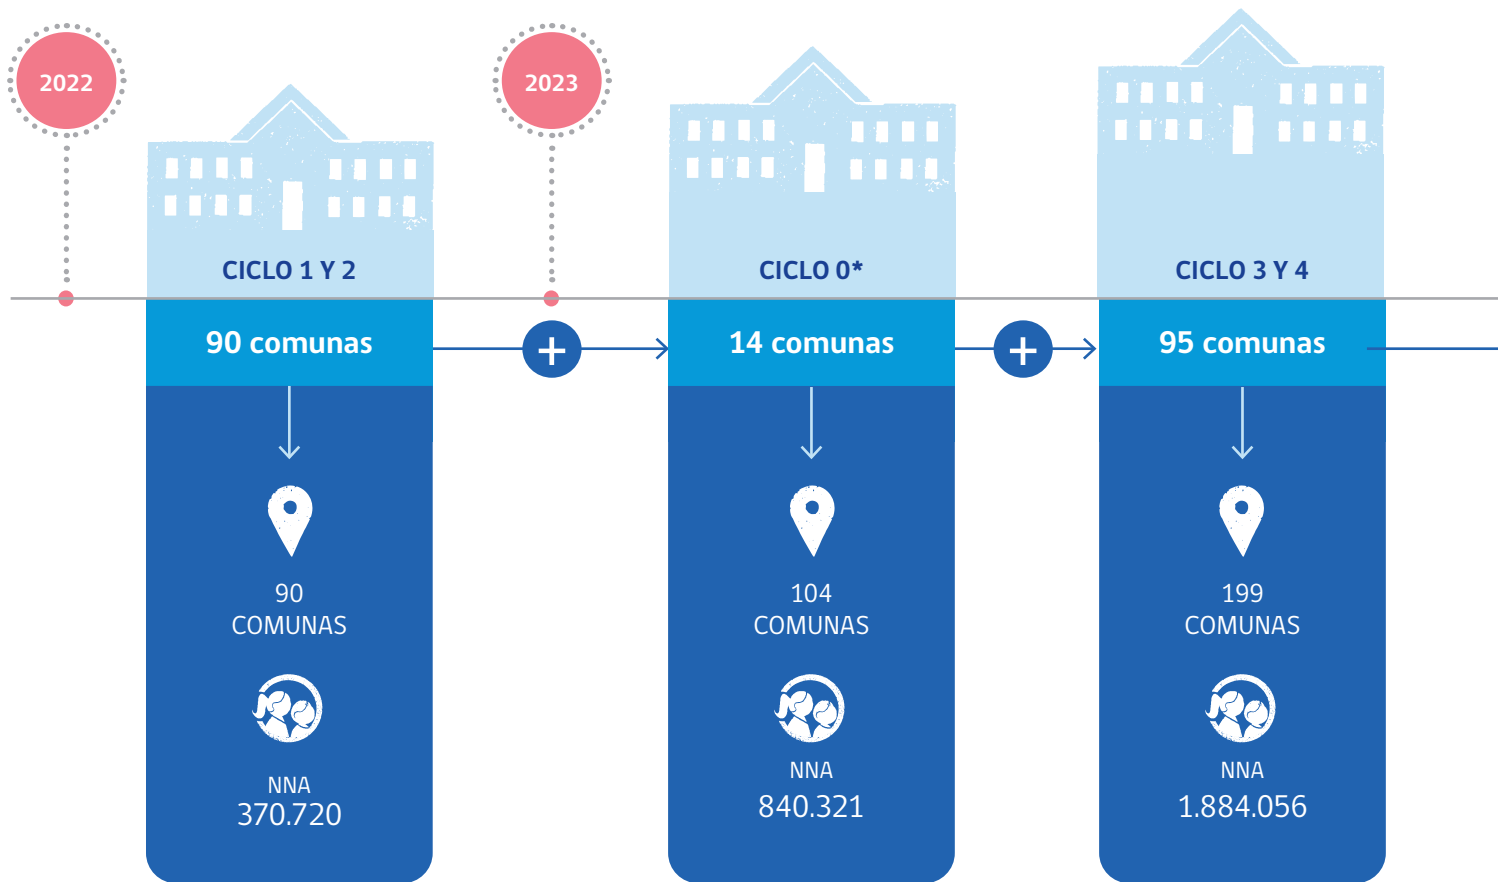 2022
CICLO 1 Y 2
90 comunas
90
COMUNAS
NNA
370.720
2023
+
CICLO 0*
14 comunas
104
COMUNAS
NNA
840.321
+
CICLO 3 Y 4
95 comunas
199
COMUNAS
NNA
1.884.056